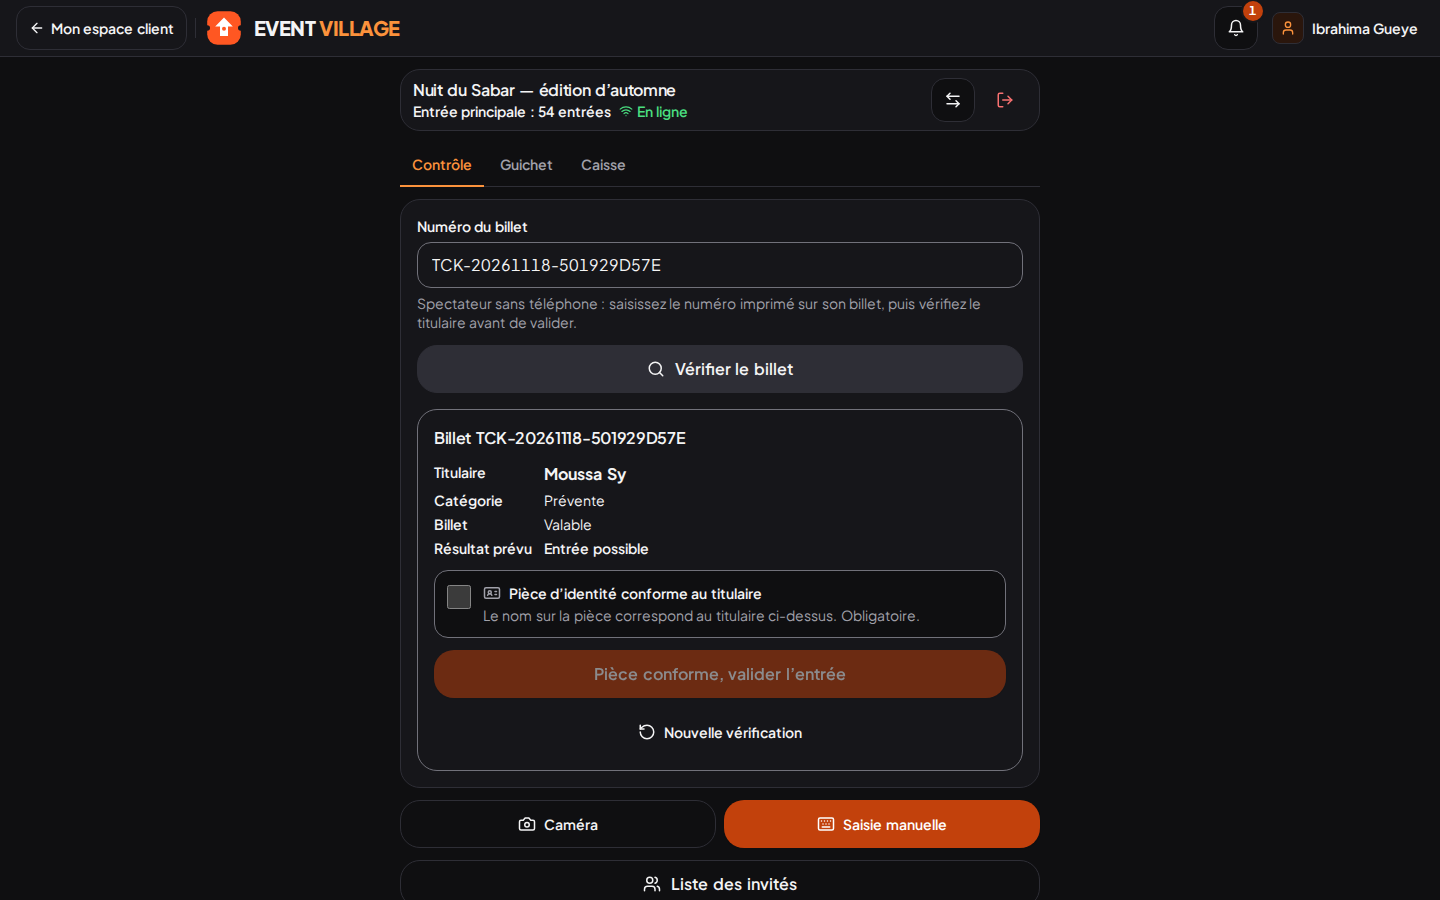 Mon espace client
EVENT VILLAGE
1
Ibrahima Gueye
Nuit du Sabar — édition d’automne
Entrée principale : 54 entrées En ligne
Contrôle Guichet Caisse
Numéro du billet
TCK-20261118-501929D57E
Spectateur sans téléphone : saisissez le numéro imprimé sur son billet, puis vérifiez le
titulaire avant de valider.
Vérifier le billet
Billet TCK-20261118-501929D57E
Titulaire Moussa Sy
Catégorie Prévente
Billet Valable
Résultat prévu Entrée possible
Pièce d’identité conforme au titulaire
Le nom sur la pièce correspond au titulaire ci-dessus. Obligatoire.
Pièce conforme, valider l’entrée
Nouvelle vérification
Caméra Saisie manuelle
Liste des invités